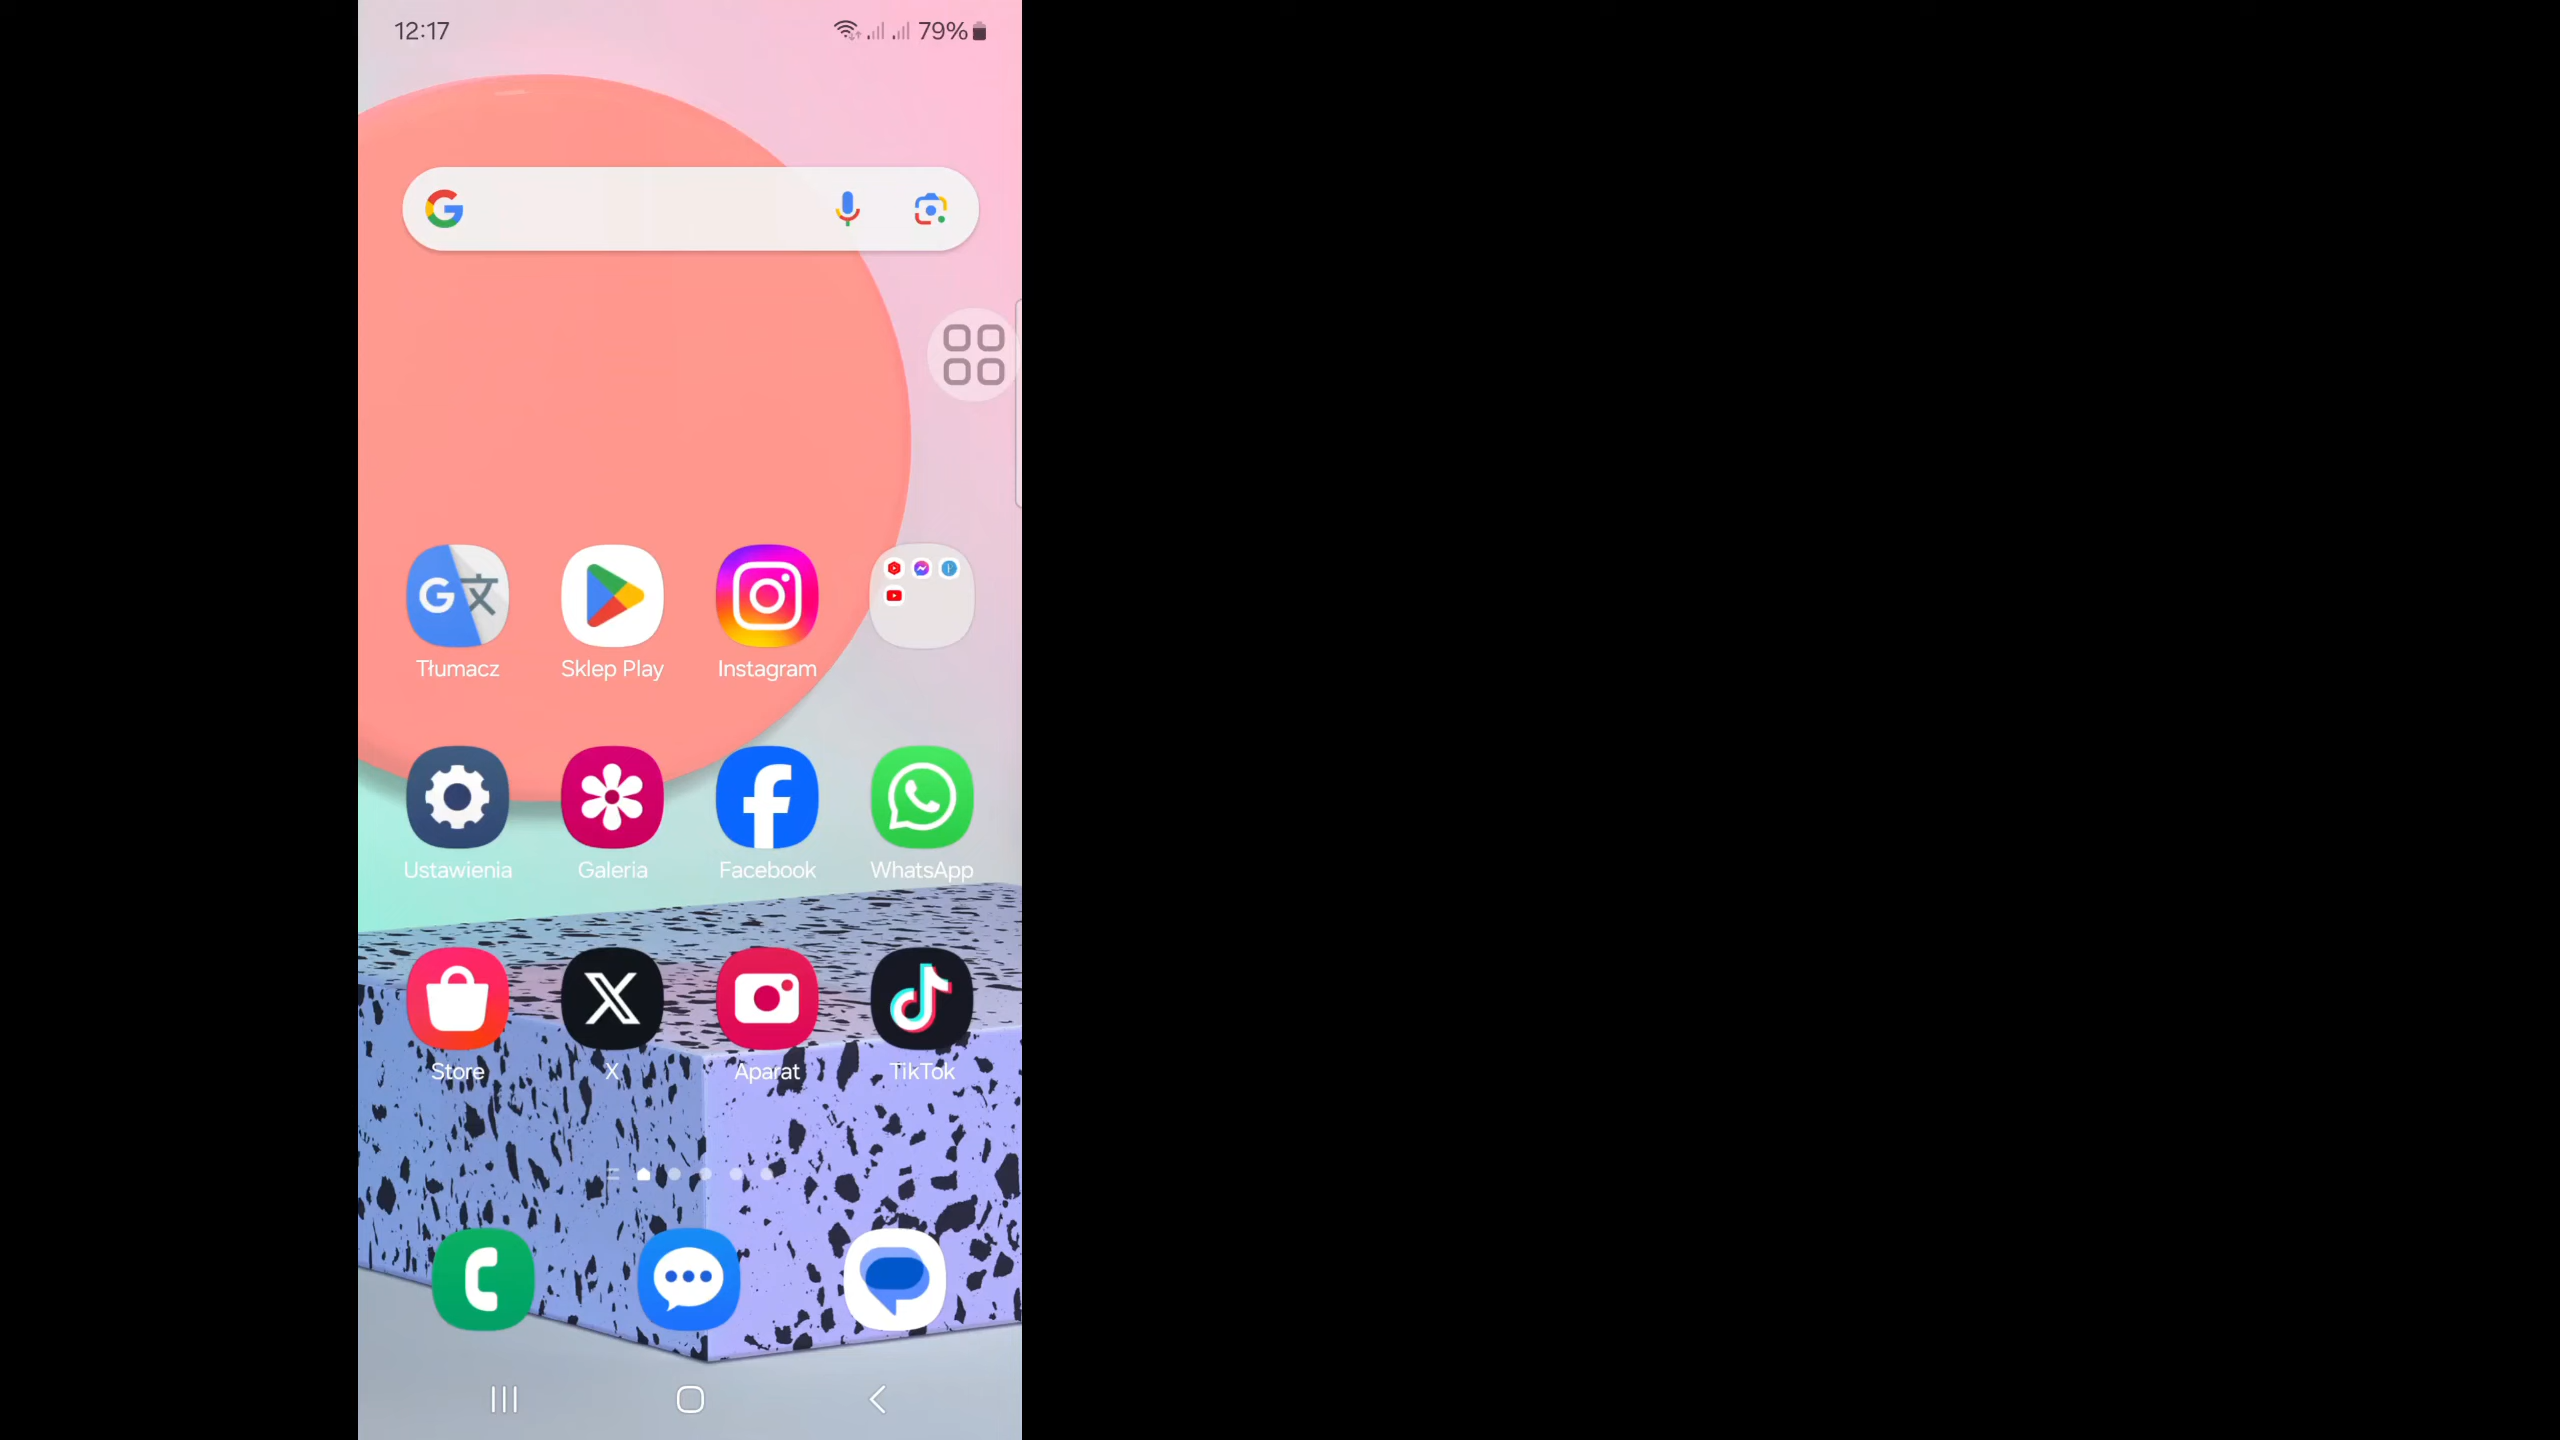 12:17 79%
Tłumacz Sklep Play Instagram
Ustawienia Galeria Facebook WhatsApp
Store X Aparat TikTok